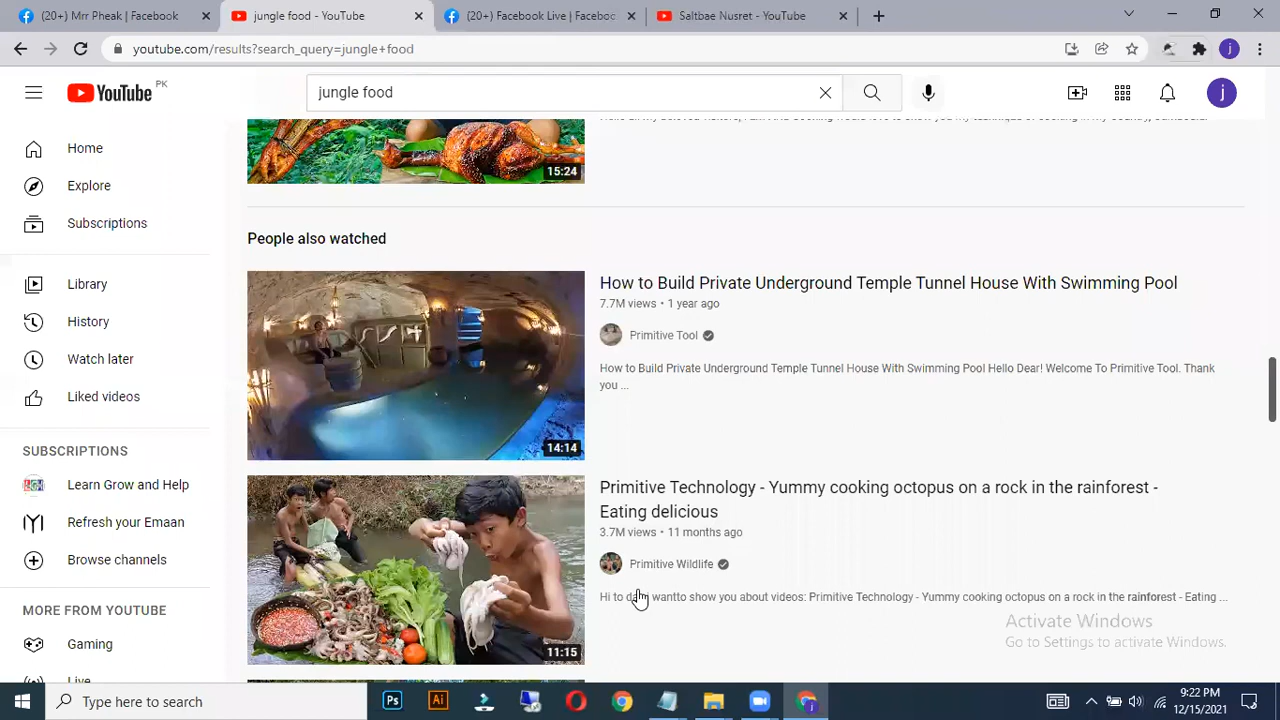 (20+) Mrr Pheak | Facebook
jungle food - YouTube
(20+) Facebook Live | Faceboo
Saltbae Nusret - YouTube
youtube.com/results?search_query=jungle+food
j
YouTube PK
jungle food
J
Home
Explore
Subscriptions
Library
History
Watch later
Liked videos
SUBSCRIPTIONS
Learn Grow and Help
Refresh your Emaan
Browse channels
MORE FROM YOUTUBE
Gaming
Live
15:24
People also watched
How to Build Private Underground Temple Tunnel House With Swimming Pool
7.7M views • 1 year ago
Primitive Tool
How to Build Private Underground Temple Tunnel House With Swimming Pool Hello Dear! Welcome To Primitive Tool. Thank
you ...
14:14
Primitive Technology - Yummy cooking octopus on a rock in the rainforest -
Eating delicious
3.7M views • 11 months ago
Primitive Wildlife
Hi to wantto show you about videos: Primitive Technology - Yummy cooking octopus on a rock in the rainforest - Eating ...
11:15
Activate Windows
Go to Settings to activate Windows.
Type here to search
Ps
Ai
9:22 PM
12/15/2021